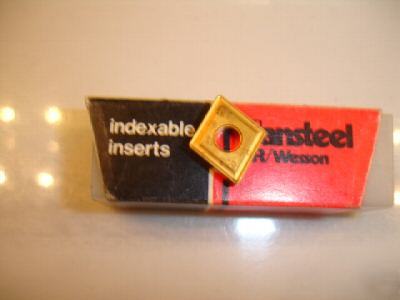 indexable
inserts
ansteel
R/Wesson